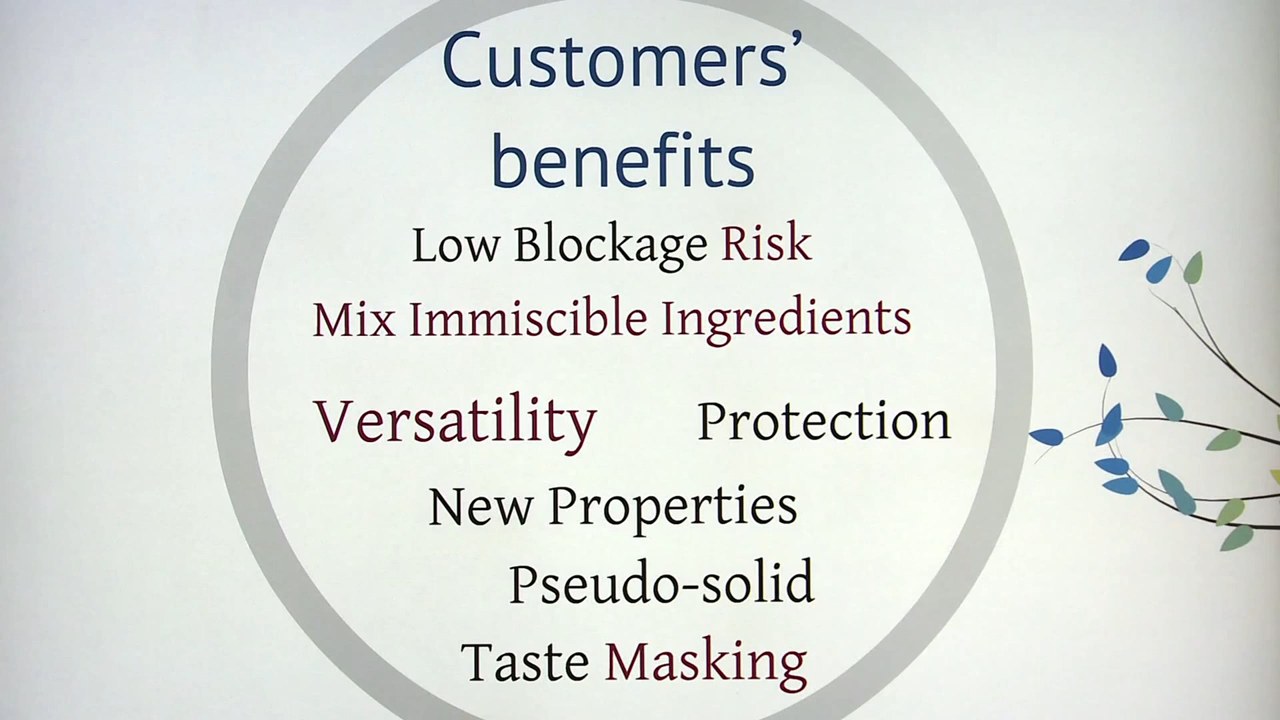 Customers’
benefits
Low Blockage Risk
Mix Immiscible Ingredients
Versatility Protection
New Properties
Pseudo-solid
Taste Masking